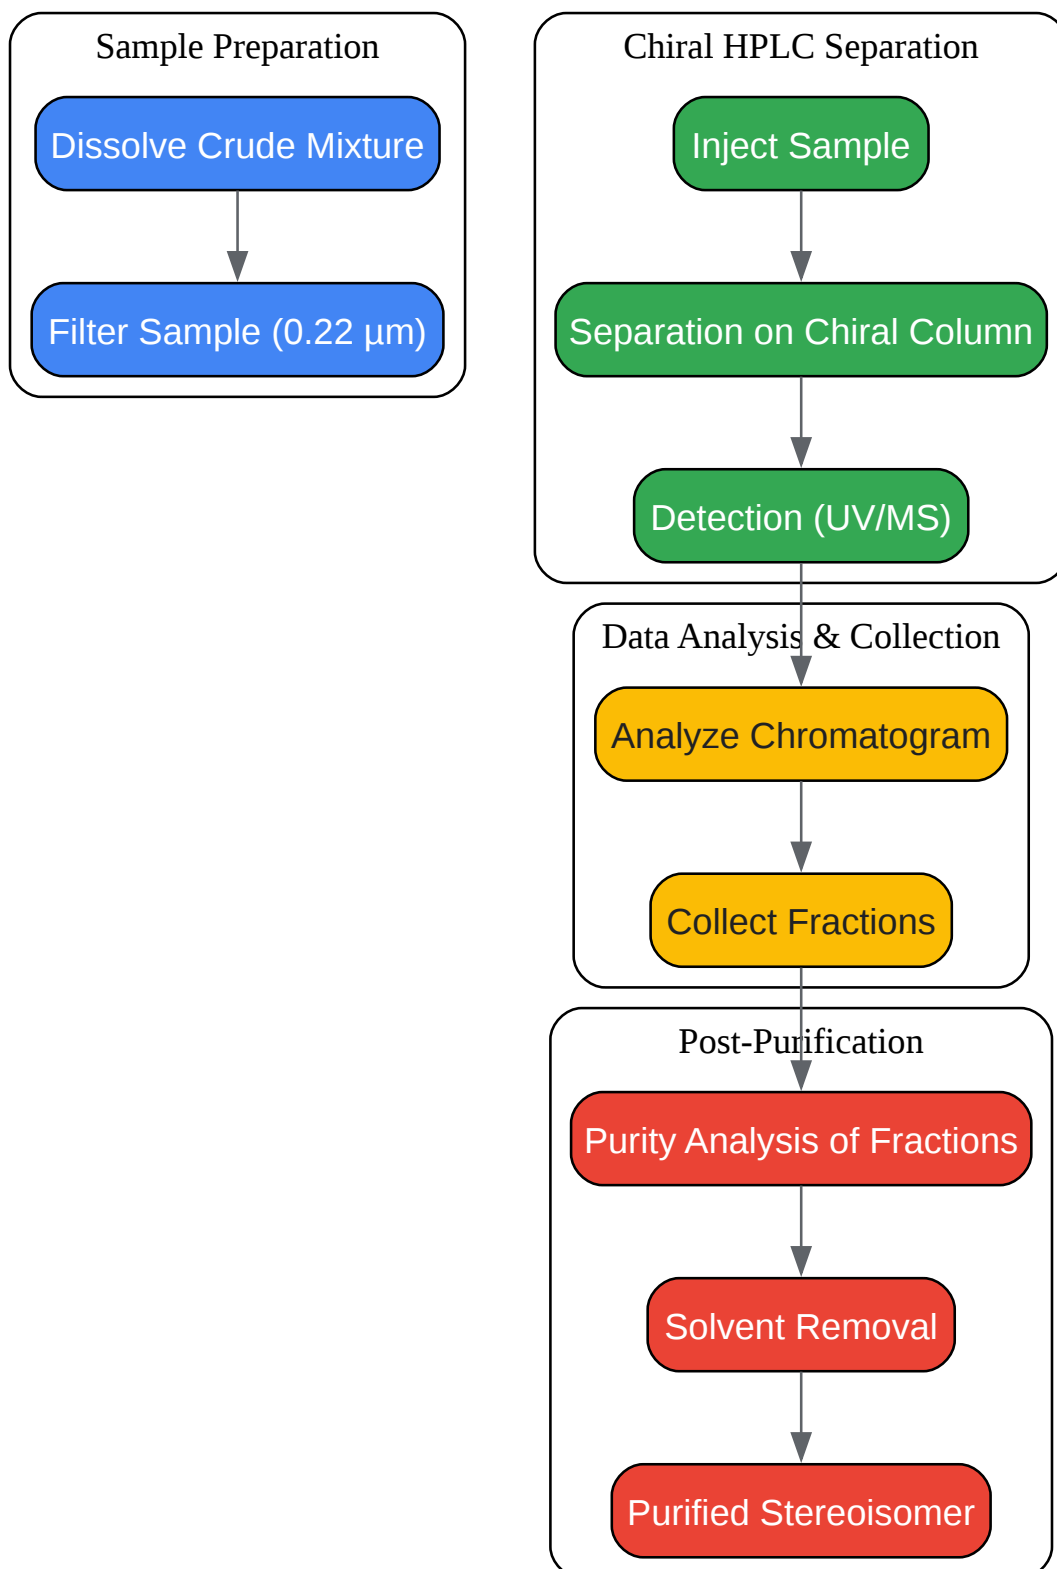 Sample Preparation
Dissolve Crude Mixture
Filter Sample (0.22 µm)
Chiral HPLC Separation
Inject Sample
Separation on Chiral Column
Detection (UV/MS)
Data Analysis & Collection
Analyze Chromatogram
Collect Fractions
Post-Purification
Purity Analysis of Fractions
Solvent Removal
Purified Stereoisomer